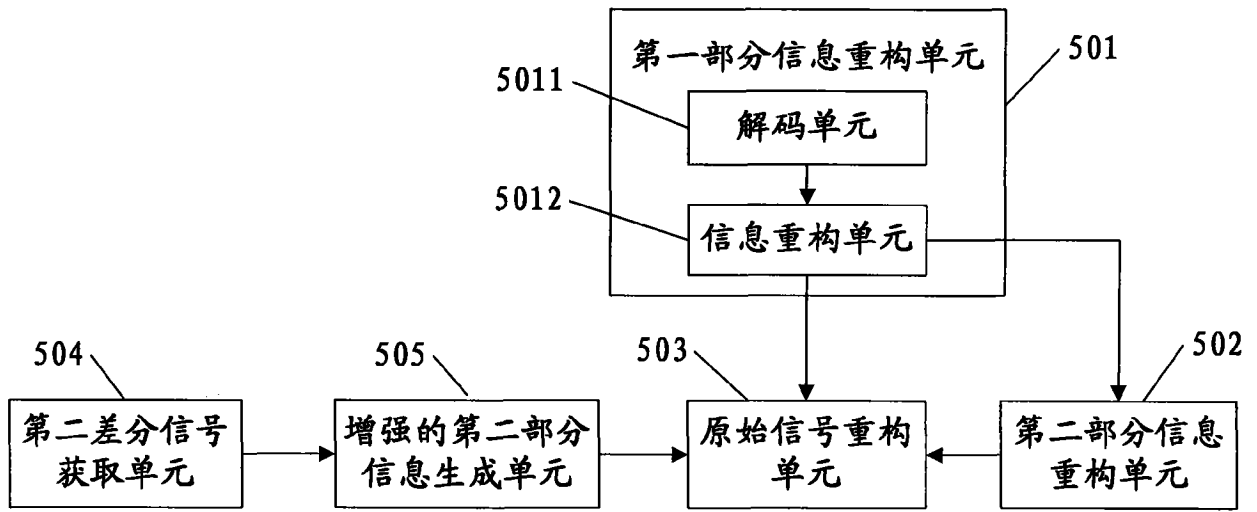 第一部分信息重构单元
501
5011
解码单元
5012
信息重构单元
504
505
503
502
第二差分信号
获取单元
增强的第二部分
信息生成单元
原始信号重构
单元
第二部分信息
重构单元